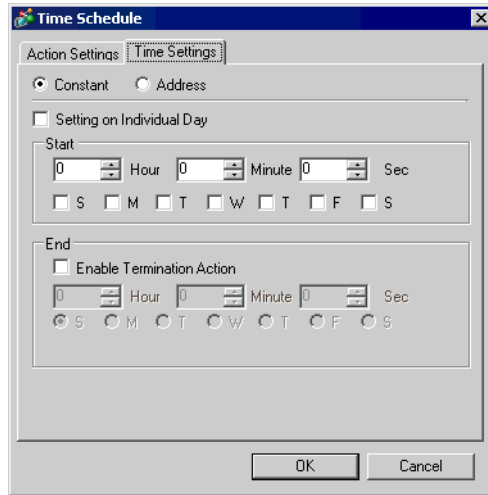 Time Schedule
Action Settings Time Settings
Constant Address
Setting on Individual Day
Start
0 Hour 0 Minute 0 Sec
S M T W T F S
End
Enable Termination Action
0 Hour 0 Minute 0 Sec
S M T W T F S
OK Cancel